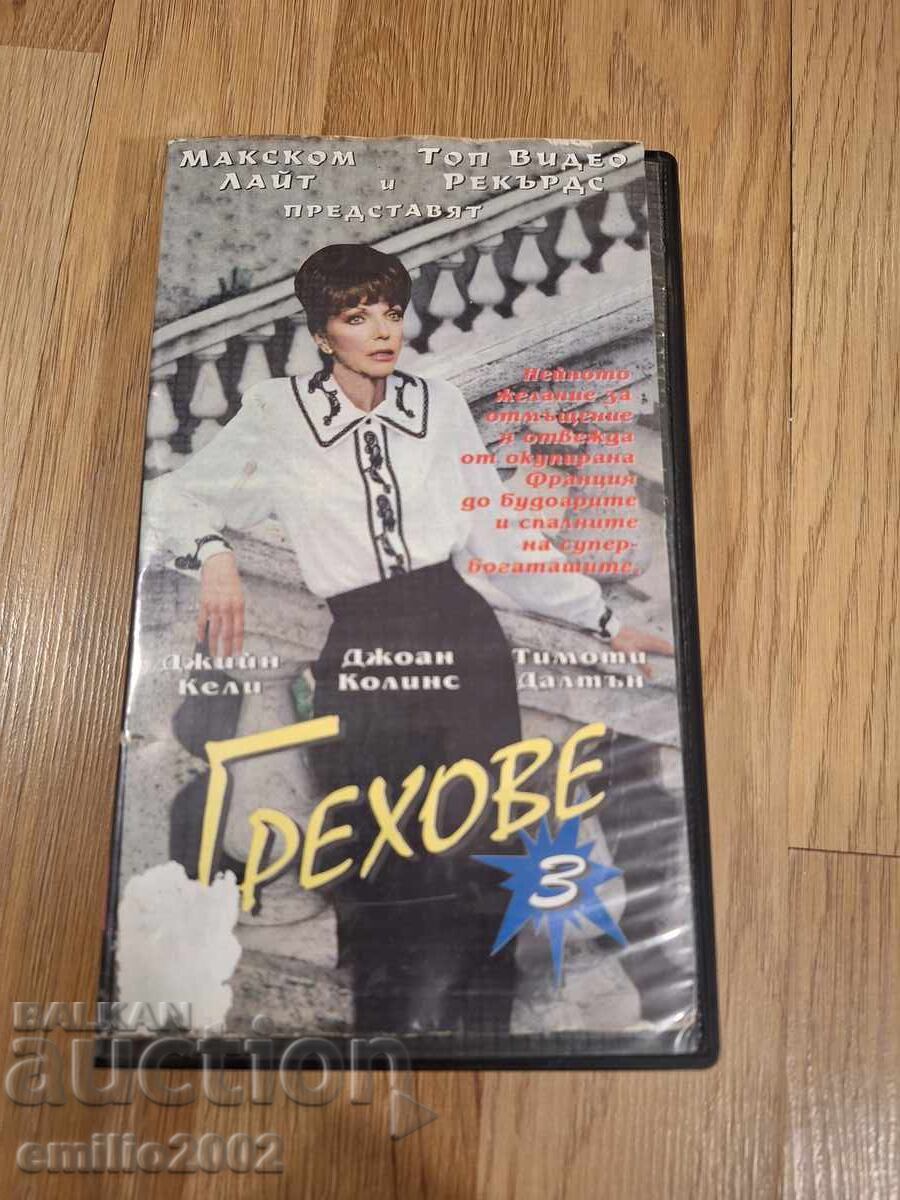 Макском Топ Видео
Лайт и Рекърдс
представят
Нейното
желание за
отмъщение
я отвежда
от окупирана
Франция
до будоарите
и спалните
на супер-
богаташите.
Джийн Джоан Тимоти
Кели Колинс Далтън
Грехове
3
BALKAN
auction
emilio2002